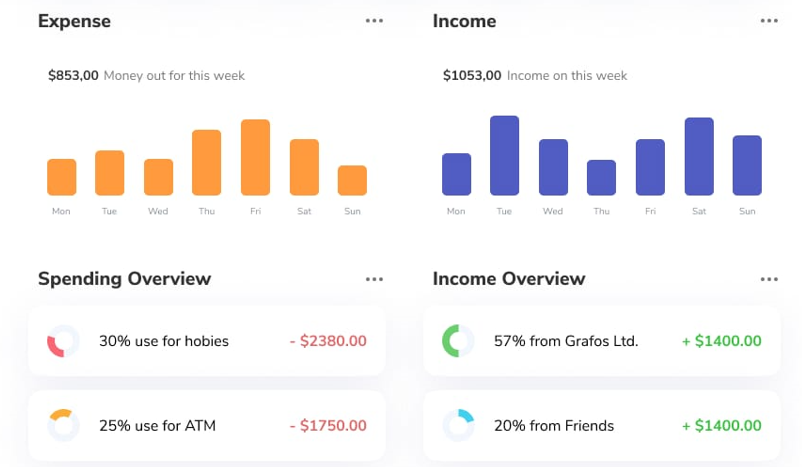 Expense
$853,00 Money out for this week
Mon Tue Wed Thu Fri Sat Sun
Income
$1053,00 Income on this week
Mon Tue Wed Thu Fri Sat Sun
Spending Overview
30% use for hobies - $2380.00
25% use for ATM - $1750.00
Income Overview
57% from Grafos Ltd. + $1400.00
20% from Friends + $1400.00